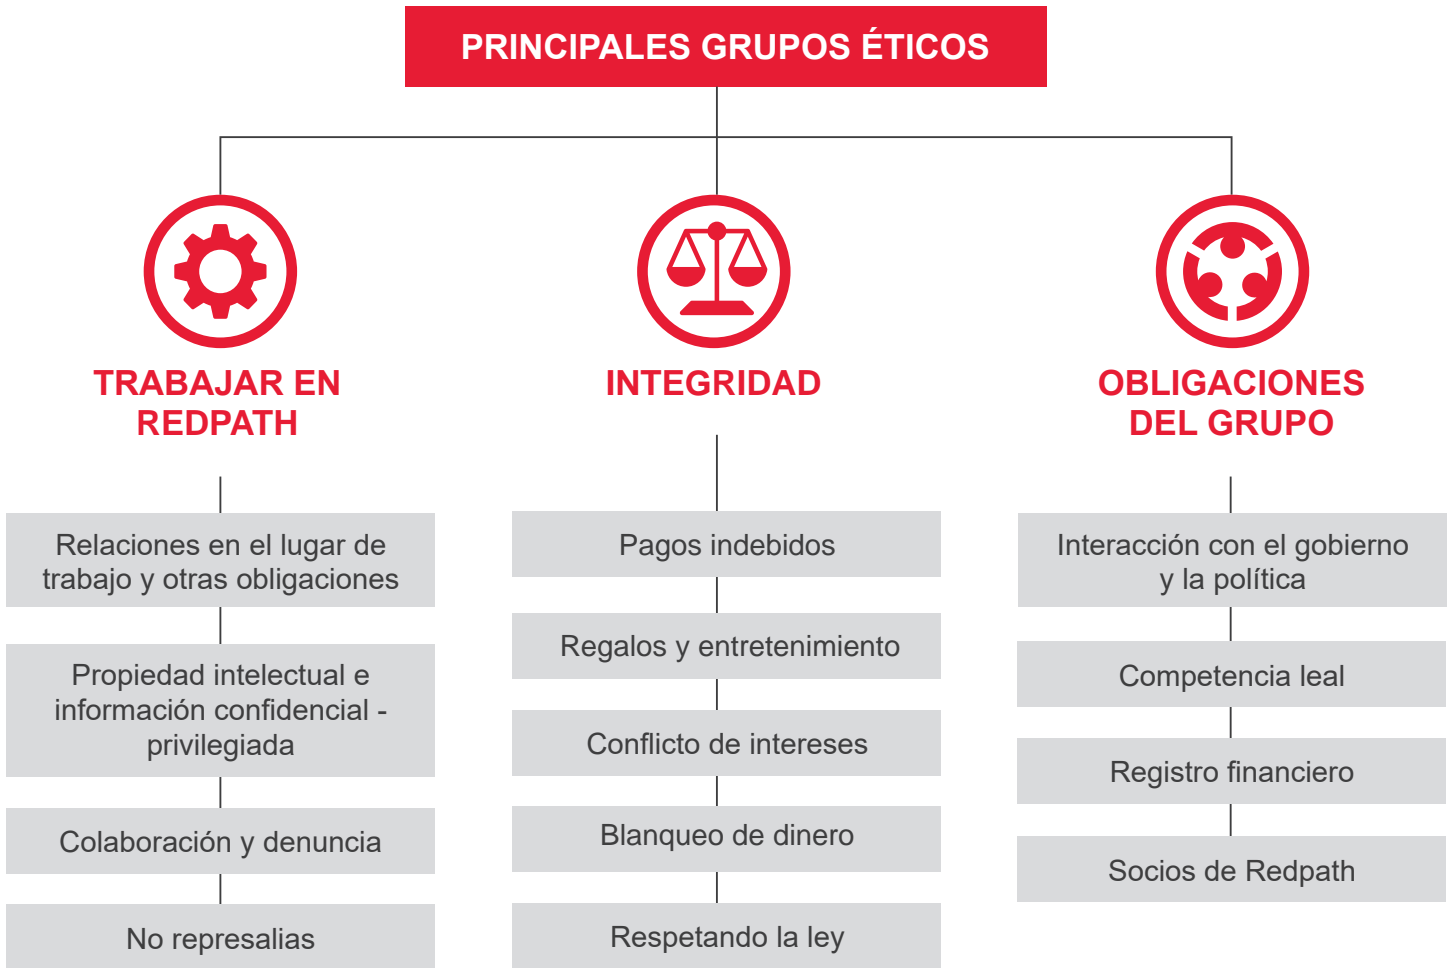 PRINCIPALES GRUPOS ÉTICOS
TRABAJAR EN
REDPATH
Relaciones en el lugar de
trabajo y otras obligaciones
Propiedad intelectual e
información confidencial -
privilegiada
Colaboración y denuncia
No represalias
INTEGRIDAD
Pagos indebidos
Regalos y entretenimiento
Conflicto de intereses
Blanqueo de dinero
Respetando la ley
OBLIGACIONES
DEL GRUPO
Interacción con el gobierno
y la política
Competencia leal
Registro financiero
Socios de Redpath